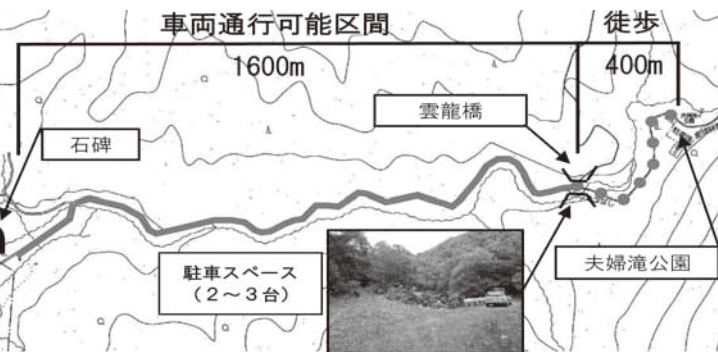 車両通行可能区間
徒歩
1600m
400m
雲龍橋
石碑
夫婦滝公園
駐車スペース
（２～３台）